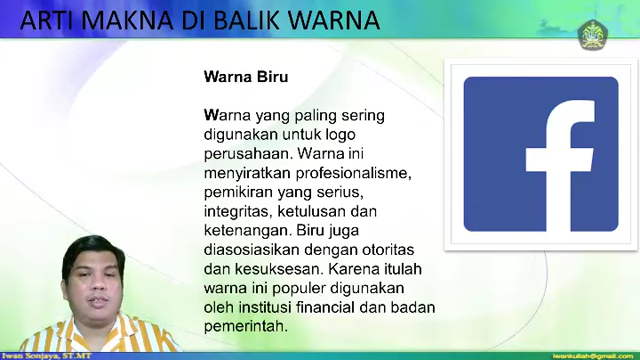 ARTI MAKNA DI BALIK WARNA
Warna Biru
Warna yang paling sering
digunakan untuk logo
perusahaan. Warna ini
menyiratkan profesionalisme,
pemikiran yang serius,
integritas, ketulusan dan
ketenangan. Biru juga
diasosiasikan dengan otoritas
dan kesuksesan. Karena itulah
warna ini populer digunakan
oleh institusi financial dan badan
pemerintah.
f
Iwan Sonjaya, ST.MT
iwankuliah@gmail.com